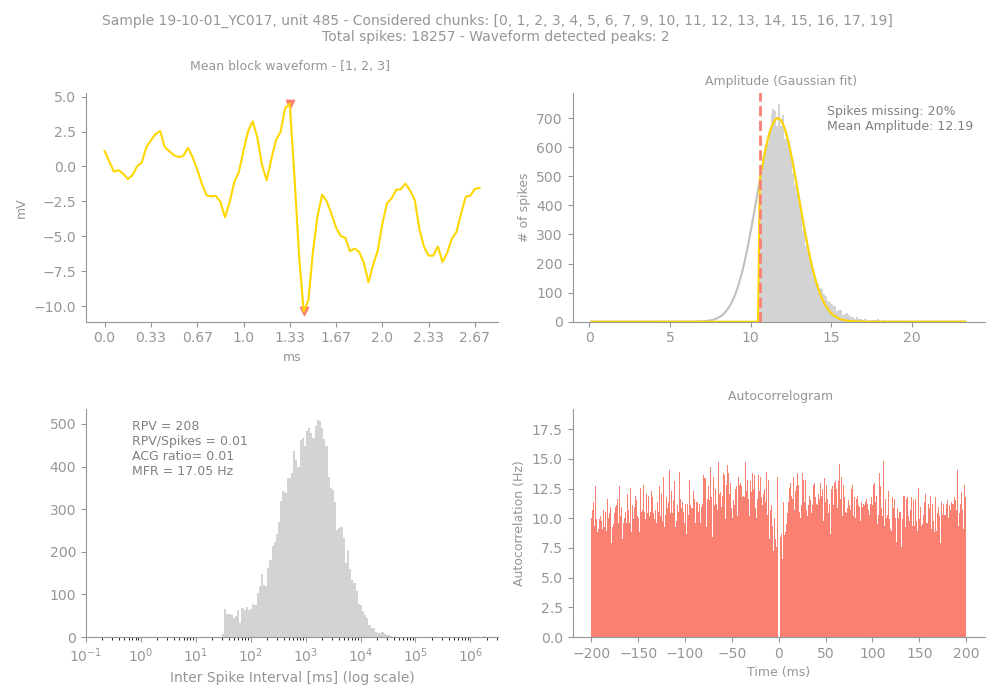 Sample 19-10-01_YC017, unit 485 - Considered chunks: [0, 1, 2, 3, 4, 5, 6, 7, 9, 10, 11, 12, 13, 14, 15, 16, 17, 19]
Total spikes: 18257 - Waveform detected peaks: 2
Mean block waveform - [1, 2, 3]
5.0
2.5
0.0
−2.5
−5.0
−7.5
−10.0
mV
0.0 0.33 0.67 1.0 1.33 1.67 2.0 2.33 2.67
ms
Amplitude (Gaussian fit)
Spikes missing: 20%
Mean Amplitude: 12.19
700
600
500
400
300
200
100
0
# of spikes
0 5 10 15 20
RPV = 208
RPV/Spikes = 0.01
ACG ratio= 0.01
MFR = 17.05 Hz
500
400
300
200
100
0
10⁻¹ 10⁰ 10¹ 10² 10³ 10⁴ 10⁵ 10⁶
Inter Spike Interval [ms] (log scale)
Autocorrelogram
17.5
15.0
12.5
10.0
7.5
5.0
2.5
0.0
Autocorrelation (Hz)
−200 −150 −100 −50 0 50 100 150 200
Time (ms)